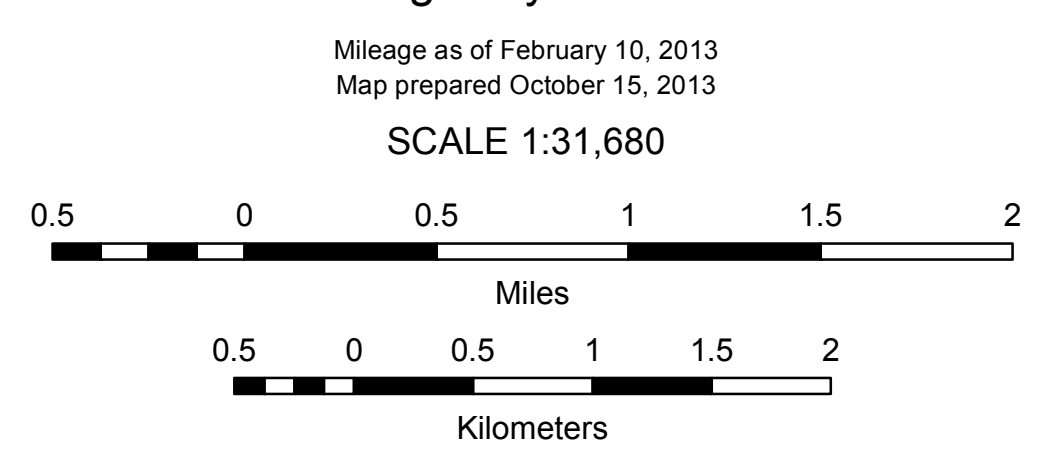 Mileage as of February 10, 2013
Map prepared October 15, 2013
SCALE 1:31,680
0.5 0 0.5 1 1.5 2
Miles
0.5 0 0.5 1 1.5 2
Kilometers